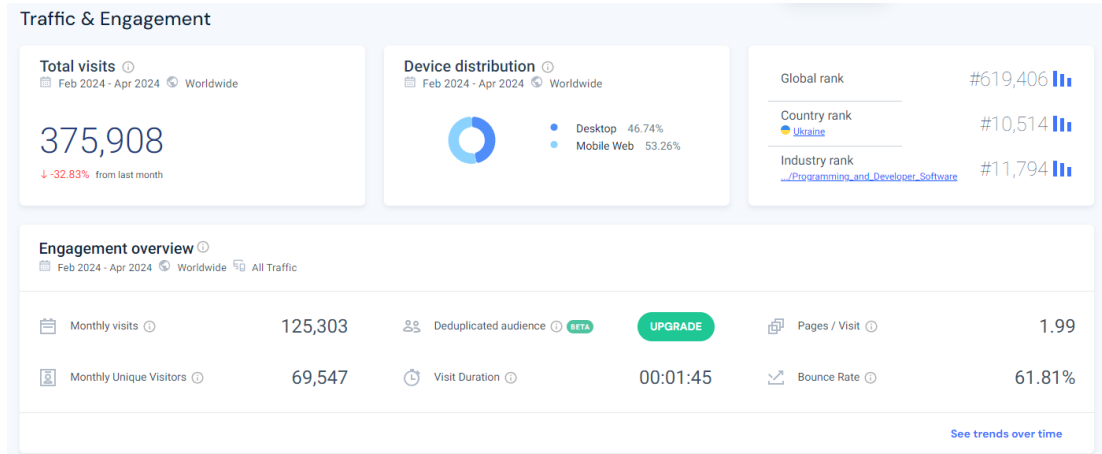 Traffic & Engagement
Total visits
Feb 2024 - Apr 2024 Worldwide
375,908
↓ -32.83% from last month
Device distribution
Feb 2024 - Apr 2024 Worldwide
Desktop 46.74%
Mobile Web 53.26%
Global rank #619,406
Country rank
Ukraine
#10,514
Industry rank
.../Programming_and_Developer_Software
#11,794
Engagement overview
Feb 2024 - Apr 2024 Worldwide All Traffic
Monthly visits 125,303
Deduplicated audience BETA UPGRADE
Pages / Visit 1.99
Monthly Unique Visitors 69,547
Visit Duration 00:01:45
Bounce Rate 61.81%
See trends over time